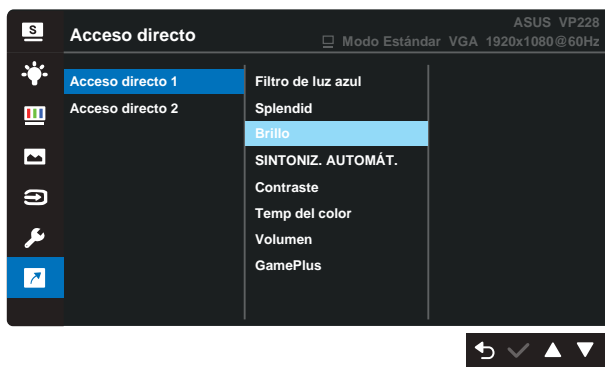 S
Acceso directo
ASUS VP228
Modo Estándar VGA 1920x1080@60Hz
Acceso directo 1
Acceso directo 2
Filtro de luz azul
Splendid
Brillo
SINTONIZ. AUTOMÁT.
Contraste
Temp del color
Volumen
GamePlus